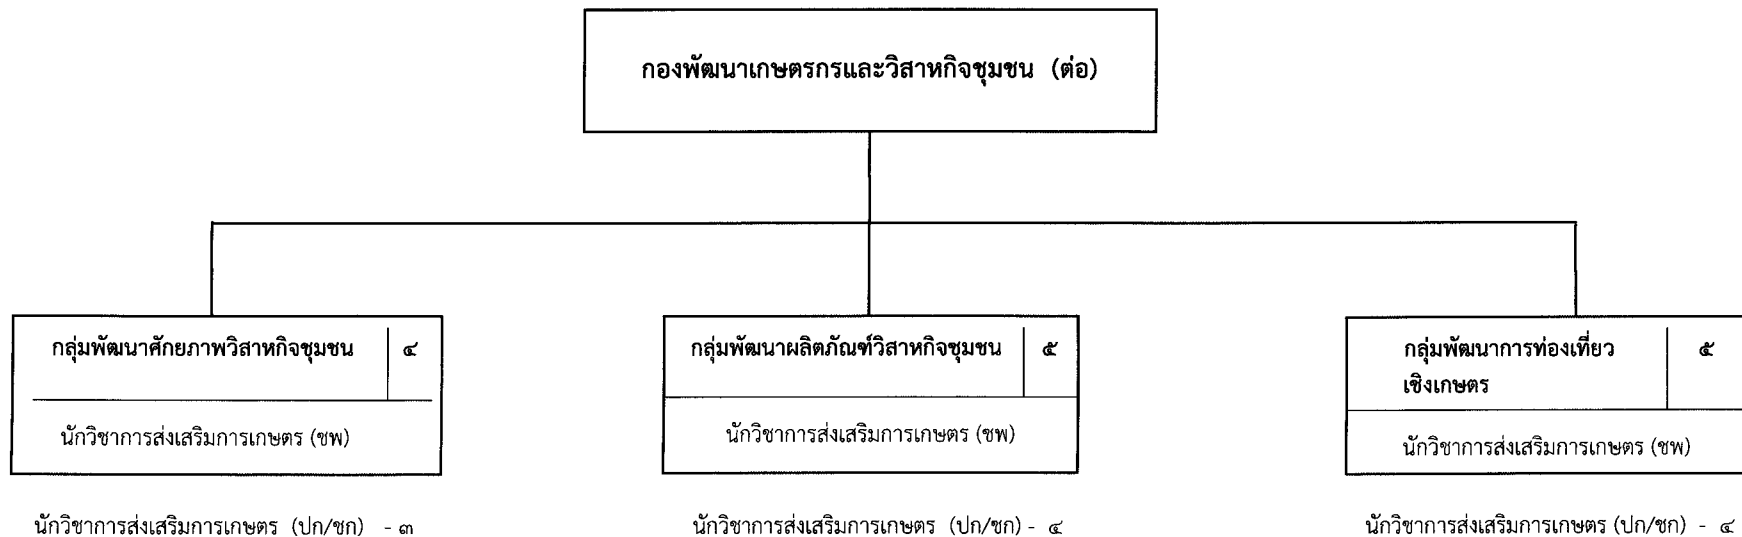 กองพัฒนาเกษตรกรและวิสาหกิจชุมชน (ต่อ)
กลุ่มพัฒนาศักยภาพวิสาหกิจชุมชน ๔
นักวิชาการส่งเสริมการเกษตร (ชพ)
นักวิชาการส่งเสริมการเกษตร (ปก/ชก) - ๓
กลุ่มพัฒนาผลิตภัณฑ์วิสาหกิจชุมชน ๕
นักวิชาการส่งเสริมการเกษตร (ชพ)
นักวิชาการส่งเสริมการเกษตร (ปก/ชก) - ๔
กลุ่มพัฒนาการท่องเที่ยว ๕
เชิงเกษตร
นักวิชาการส่งเสริมการเกษตร (ชพ)
นักวิชาการส่งเสริมการเกษตร (ปก/ชก) - ๔